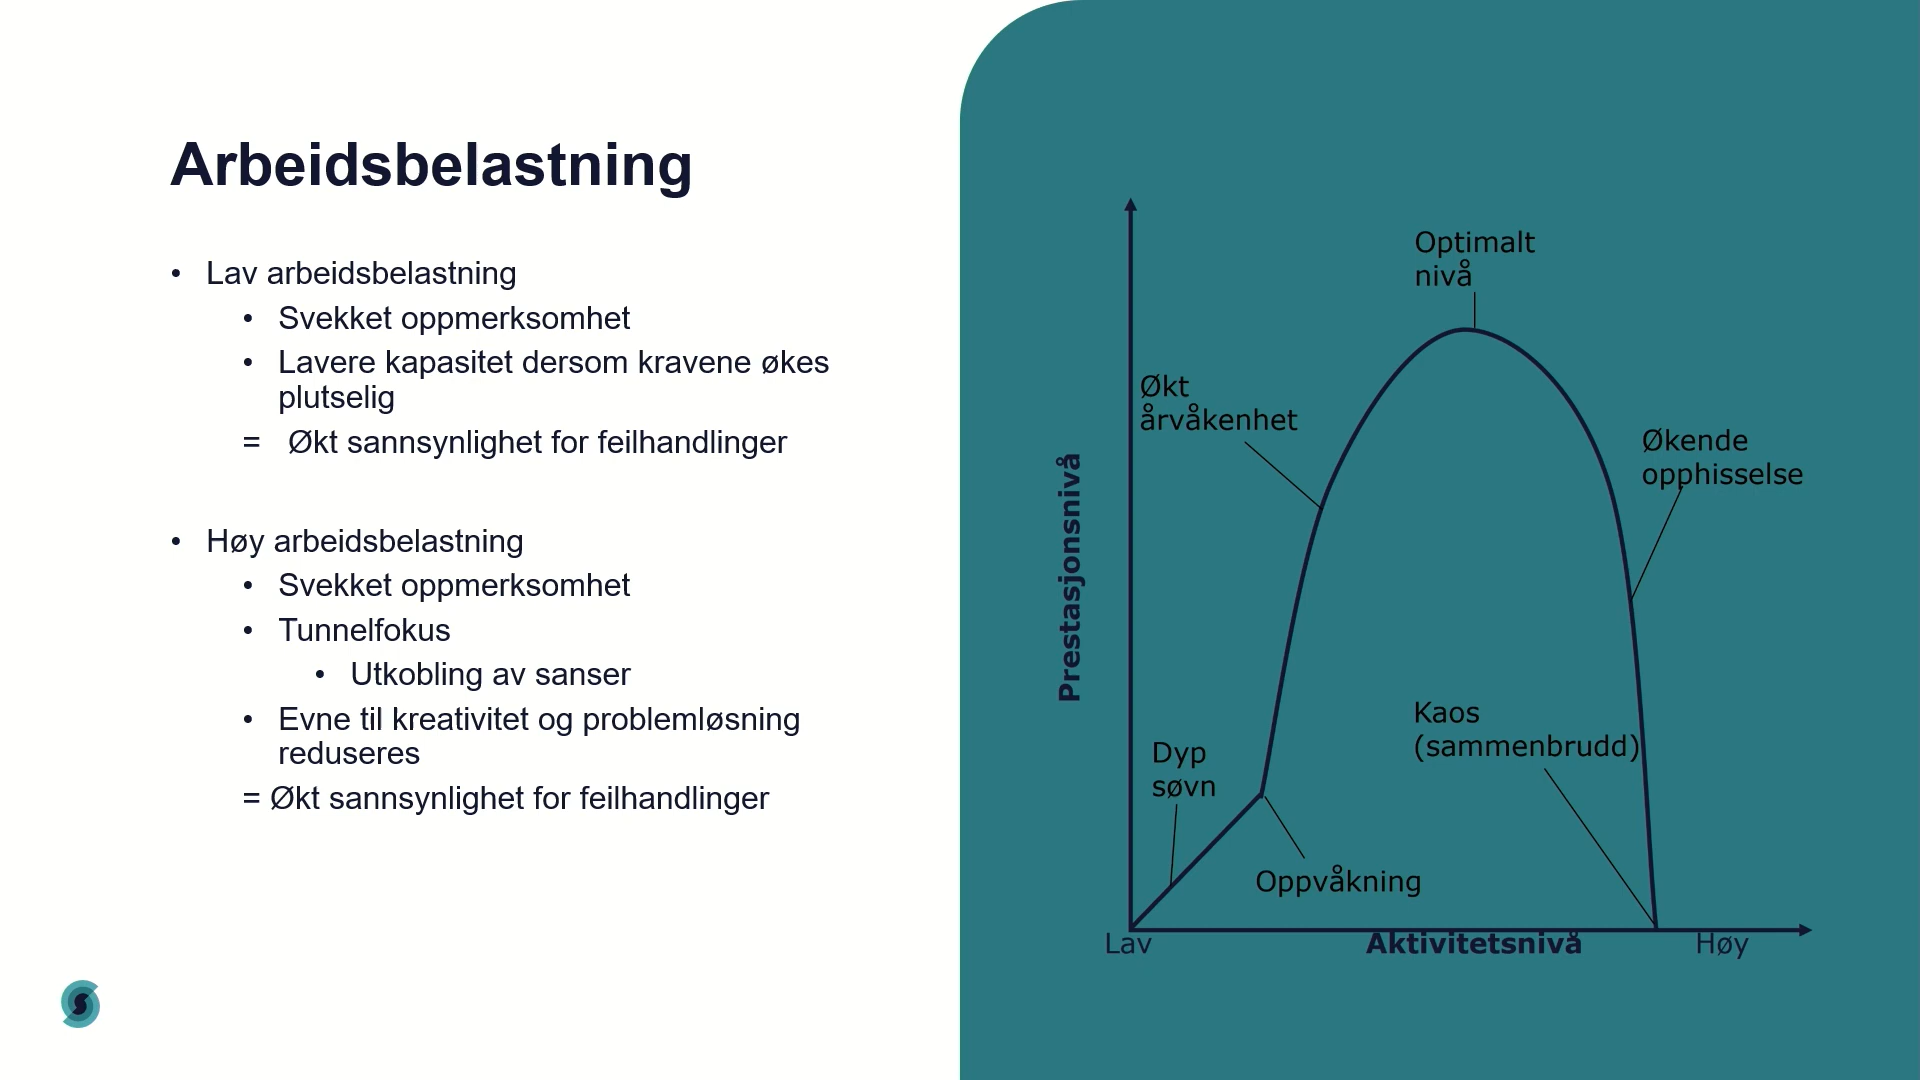 Arbeidsbelastning
• Lav arbeidsbelastning
• Svekket oppmerksomhet
• Lavere kapasitet dersom kravene økes
plutselig
= Økt sannsynlighet for feilhandlinger
• Høy arbeidsbelastning
• Svekket oppmerksomhet
• Tunnelfokus
• Utkobling av sanser
• Evne til kreativitet og problemløsning
reduseres
= Økt sannsynlighet for feilhandlinger
Optimalt
nivå
Økt
årvåkenhet
Økende
opphisselse
Prestasjonsnivå
Kaos
(sammenbrudd)
Dyp
søvn
Oppvåkning
Lav
Aktivitetsnivå
Høy